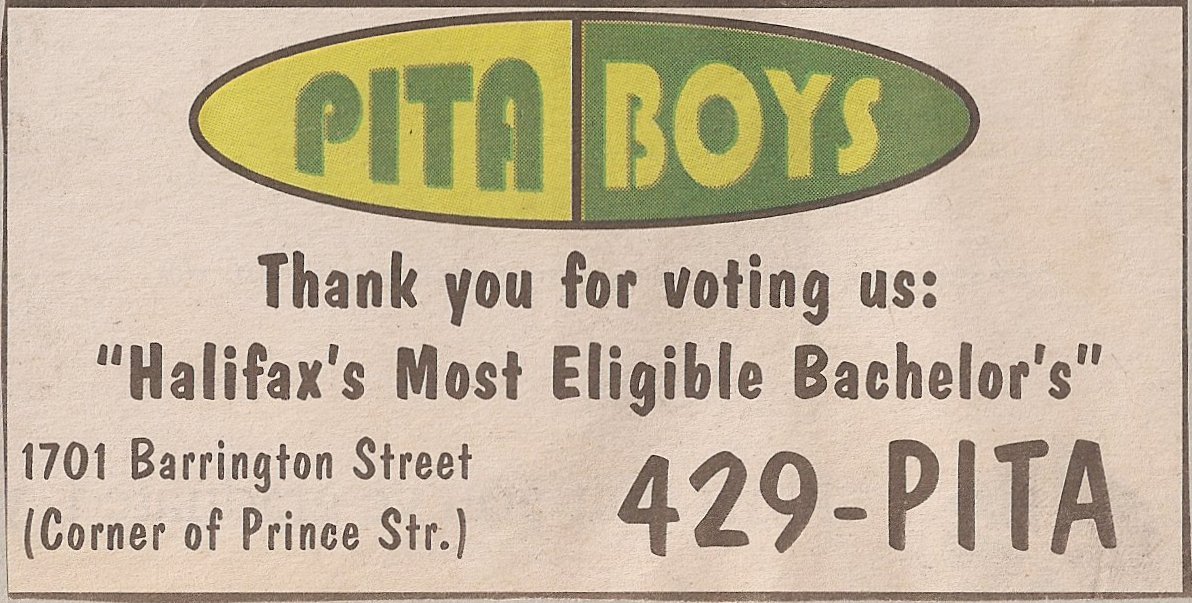 PITA BOYS
Thank you for voting us:
"Halifax's Most Eligible Bachelor's"
1701 Barrington Street
(Corner of Prince Str.)
429-PITA